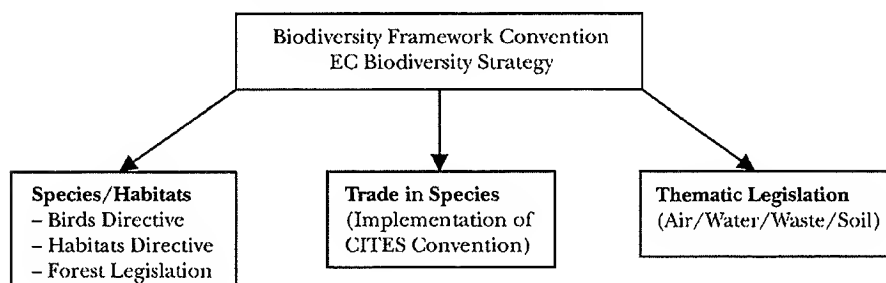 Biodiversity Framework Convention
EC Biodiversity Strategy
Species/Habitats
– Birds Directive
– Habitats Directive
– Forest Legislation
Trade in Species
(Implementation of
CITES Convention)
Thematic Legislation
(Air/Water/Waste/Soil)